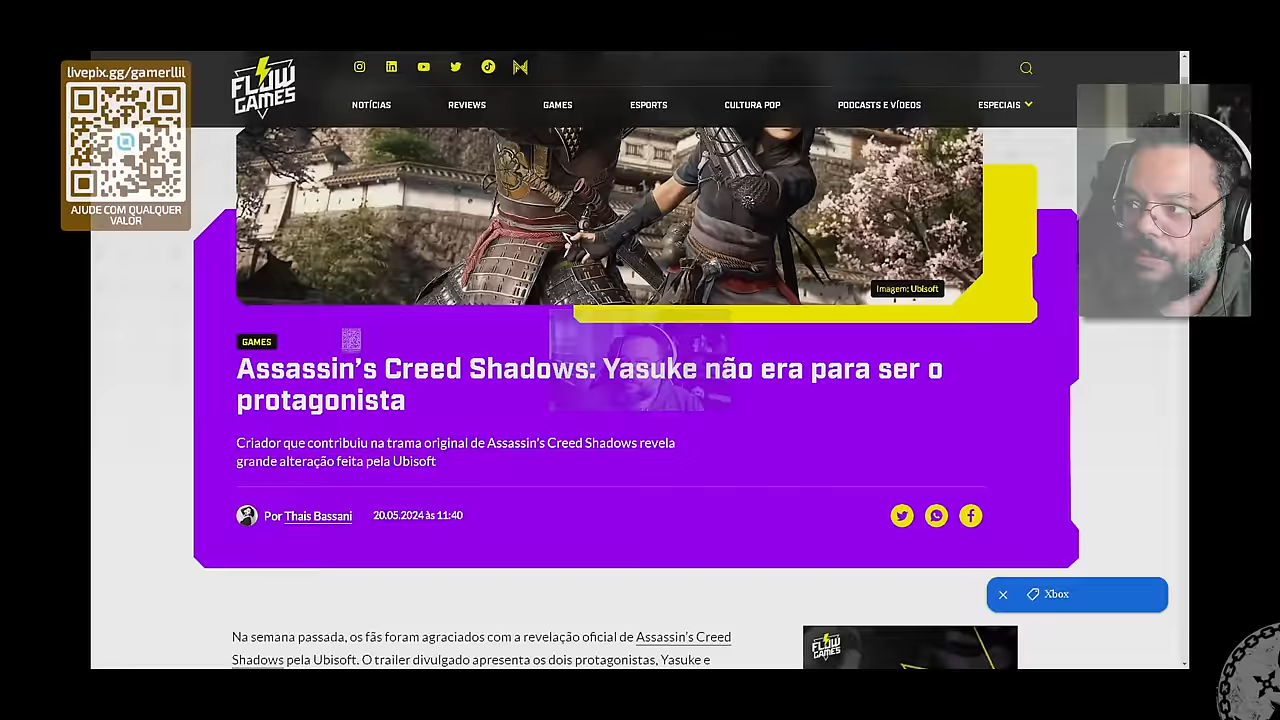 livepix.gg/gamerllil
AJUDE COM QUALQUER
VALOR
FLOW
GAMES
NOTÍCIAS
REVIEWS
GAMES
ESPORTS
CULTURA POP
PODCASTS E VÍDEOS
ESPECIAIS
Imagem: Ubisoft
GAMES
Assassin's Creed Shadows: Yasuke não era para ser o
protagonista
Criador que contribuiu na trama original de Assassin's Creed Shadows revela
grande alteração feita pela Ubisoft
Por Thais Bassani
20.05.2024 às 11:40
Xbox
Na semana passada, os fãs foram agraciados com a revelação oficial de Assassin's Creed
Shadows pela Ubisoft. O trailer divulgado apresenta os dois protagonistas, Yasuke e
FLOW
GAMES